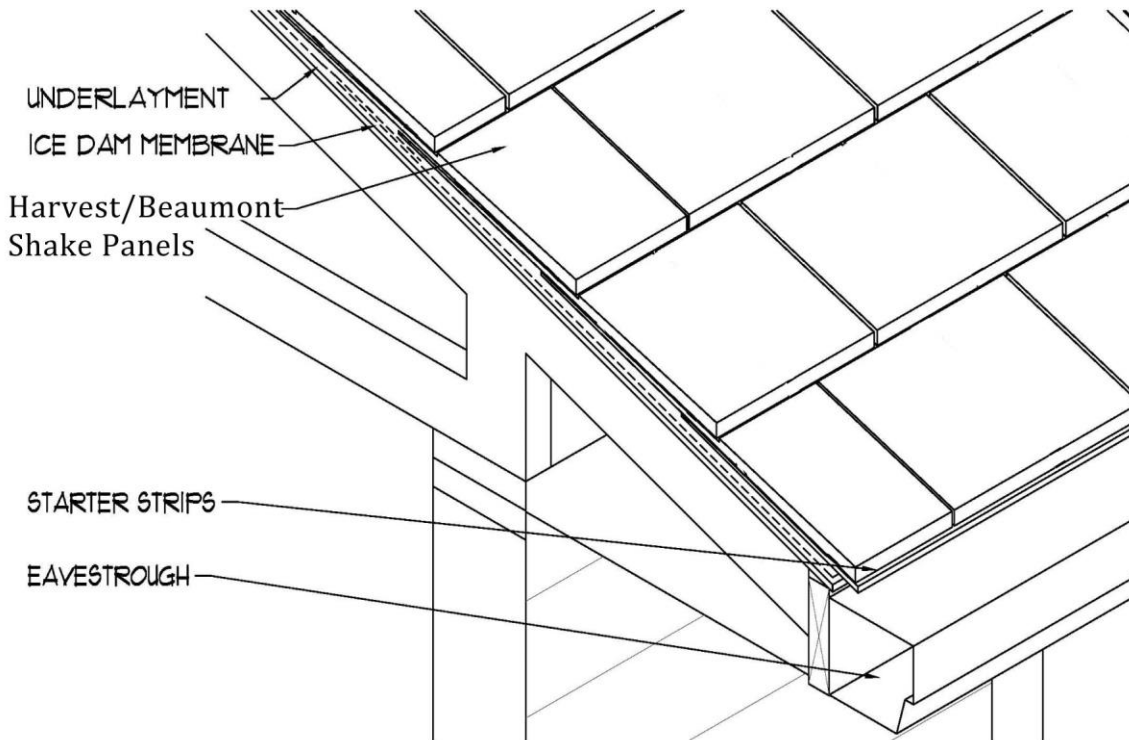 UNDERLAYMENT
ICE DAM MEMBRANE
Harvest/Beaumont
Shake Panels
STARTER STRIPS
EAVESTROUGH